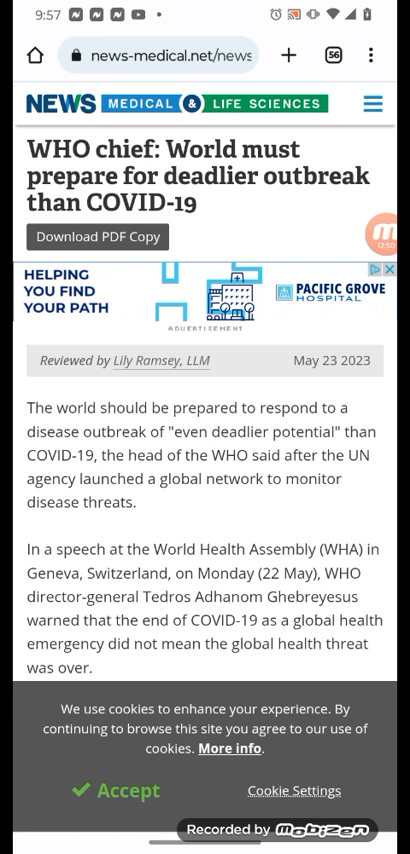 9:57
news-medical.net/news
56
NEWS MEDICAL & LIFE SCIENCES
WHO chief: World must
prepare for deadlier outbreak
than COVID-19
Download PDF Copy
12:50
HELPING
YOU FIND
YOUR PATH
PACIFIC GROVE
HOSPITAL
ADVERTISEMENT
Reviewed by Lily Ramsey, LLM May 23 2023
The world should be prepared to respond to a
disease outbreak of "even deadlier potential" than
COVID-19, the head of the WHO said after the UN
agency launched a global network to monitor
disease threats.
In a speech at the World Health Assembly (WHA) in
Geneva, Switzerland, on Monday (22 May), WHO
director-general Tedros Adhanom Ghebreyesus
warned that the end of COVID-19 as a global health
emergency did not mean the global health threat
was over.
We use cookies to enhance your experience. By
continuing to browse this site you agree to our use of
cookies. More info.
Accept
Cookie Settings
Recorded by Mobizen